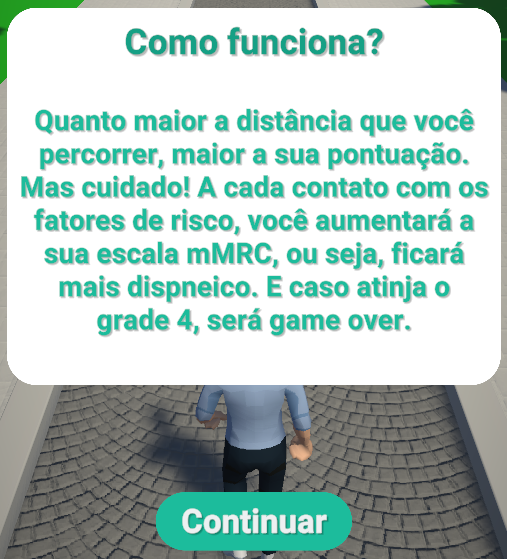 Como funciona?
Quanto maior a distância que você
percorrer, maior a sua pontuação.
Mas cuidado! A cada contato com os
fatores de risco, você aumentará a
sua escala mMRC, ou seja, ficará
mais dispneico. E caso atinja o
grade 4, será game over.
Continuar